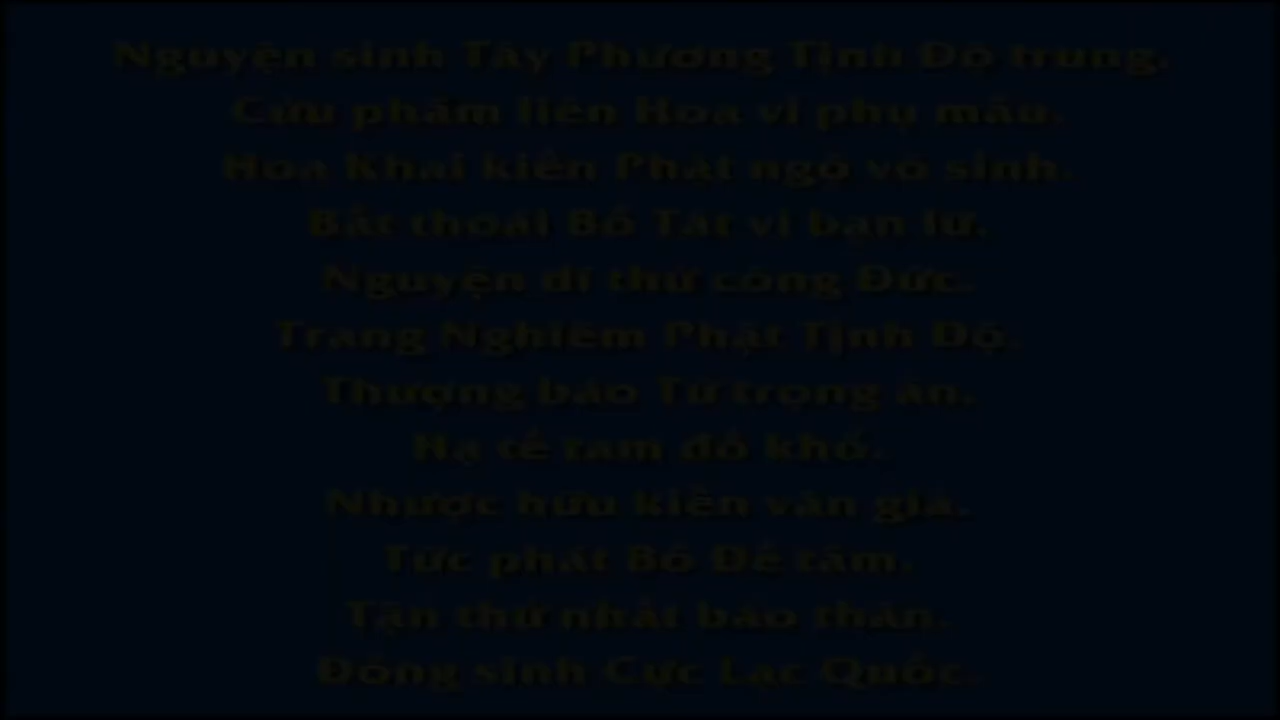 Nguyện sinh Tây Phương Tịnh Độ trung.
Cửu phẩm liên Hoa vi phụ mẫu.
Hoa Khai kiến Phật ngộ vô sinh.
Bất thoái Bồ Tát vi bạn lữ.
Nguyện dĩ thử công Đức.
Trang Nghiêm Phật Tịnh Độ.
Thượng báo Tứ trọng ân.
Hạ tế tam đồ khổ.
Nhược hữu kiến văn giả.
Tức phát Bồ Đề tâm.
Tận thử nhất báo thân.
Đồng sinh Cực Lạc Quốc.